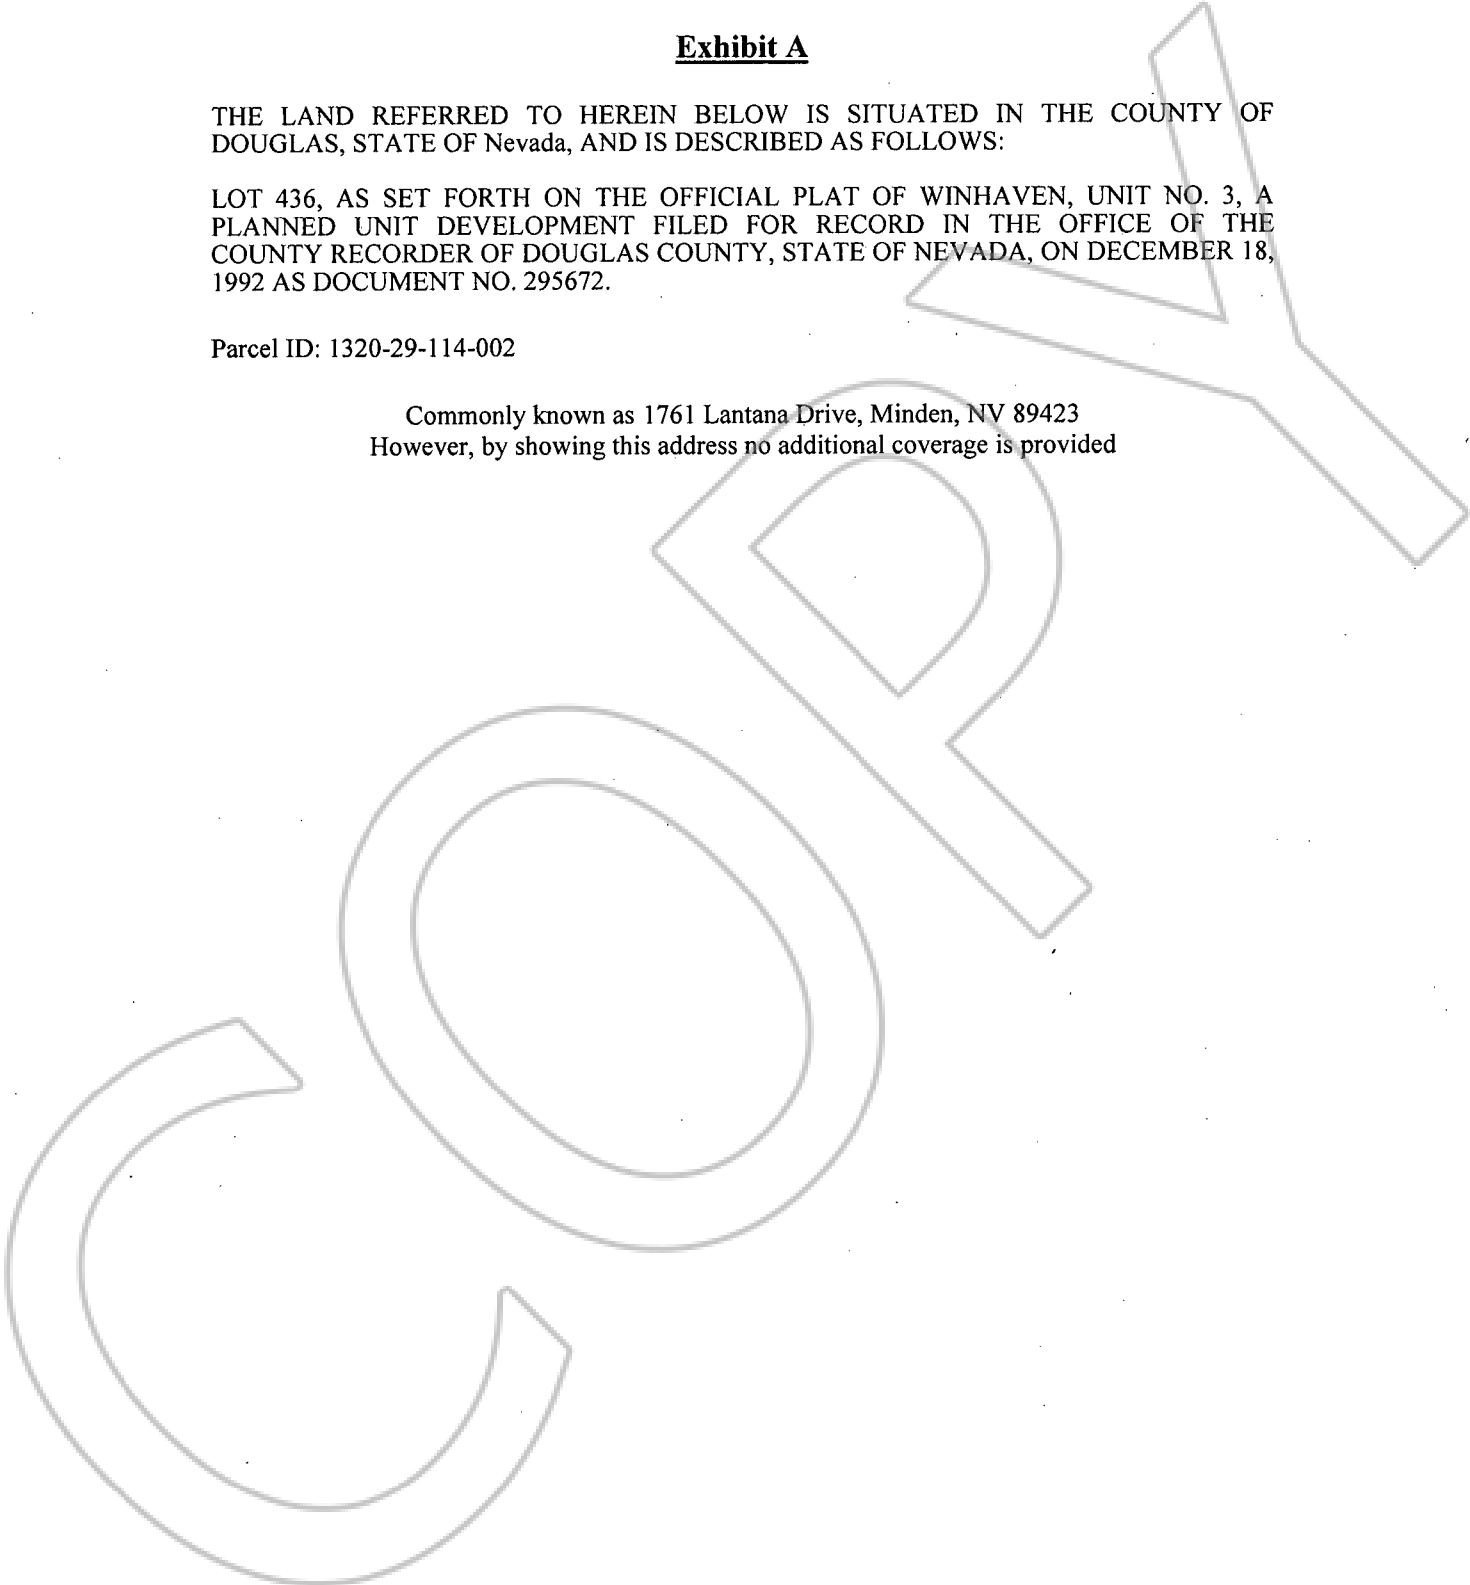 Exhibit A
THE LAND REFERRED TO HEREIN BELOW IS SITUATED IN THE COUNTY OF
DOUGLAS, STATE OF Nevada, AND IS DESCRIBED AS FOLLOWS:
LOT 436, AS SET FORTH ON THE OFFICIAL PLAT OF WINHAVEN, UNIT NO. 3, A
PLANNED UNIT DEVELOPMENT FILED FOR RECORD IN THE OFFICE OF THE
COUNTY RECORDER OF DOUGLAS COUNTY, STATE OF NEVADA, ON DECEMBER 18,
1992 AS DOCUMENT NO. 295672.
Parcel ID: 1320-29-114-002
Commonly known as 1761 Lantana Drive, Minden, NV 89423
However, by showing this address no additional coverage is provided
COPY